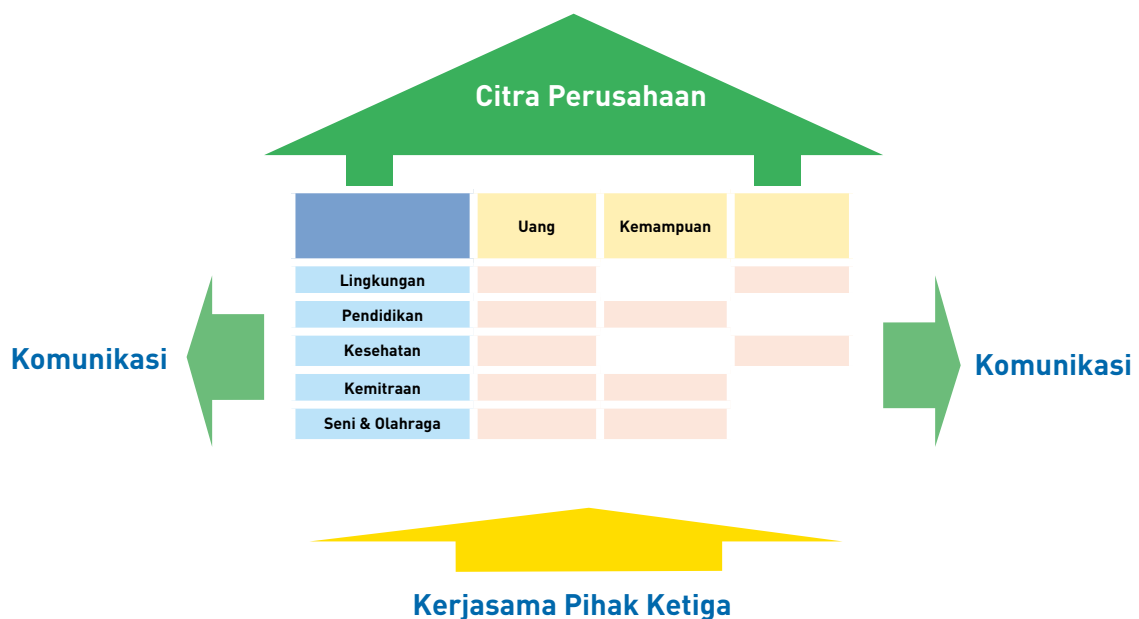 Citra Perusahaan
Uang Kemampuan
Lingkungan
Pendidikan
Kesehatan
Komunikasi
Komunikasi
Kemitraan
Seni & Olahraga
Kerjasama Pihak Ketiga